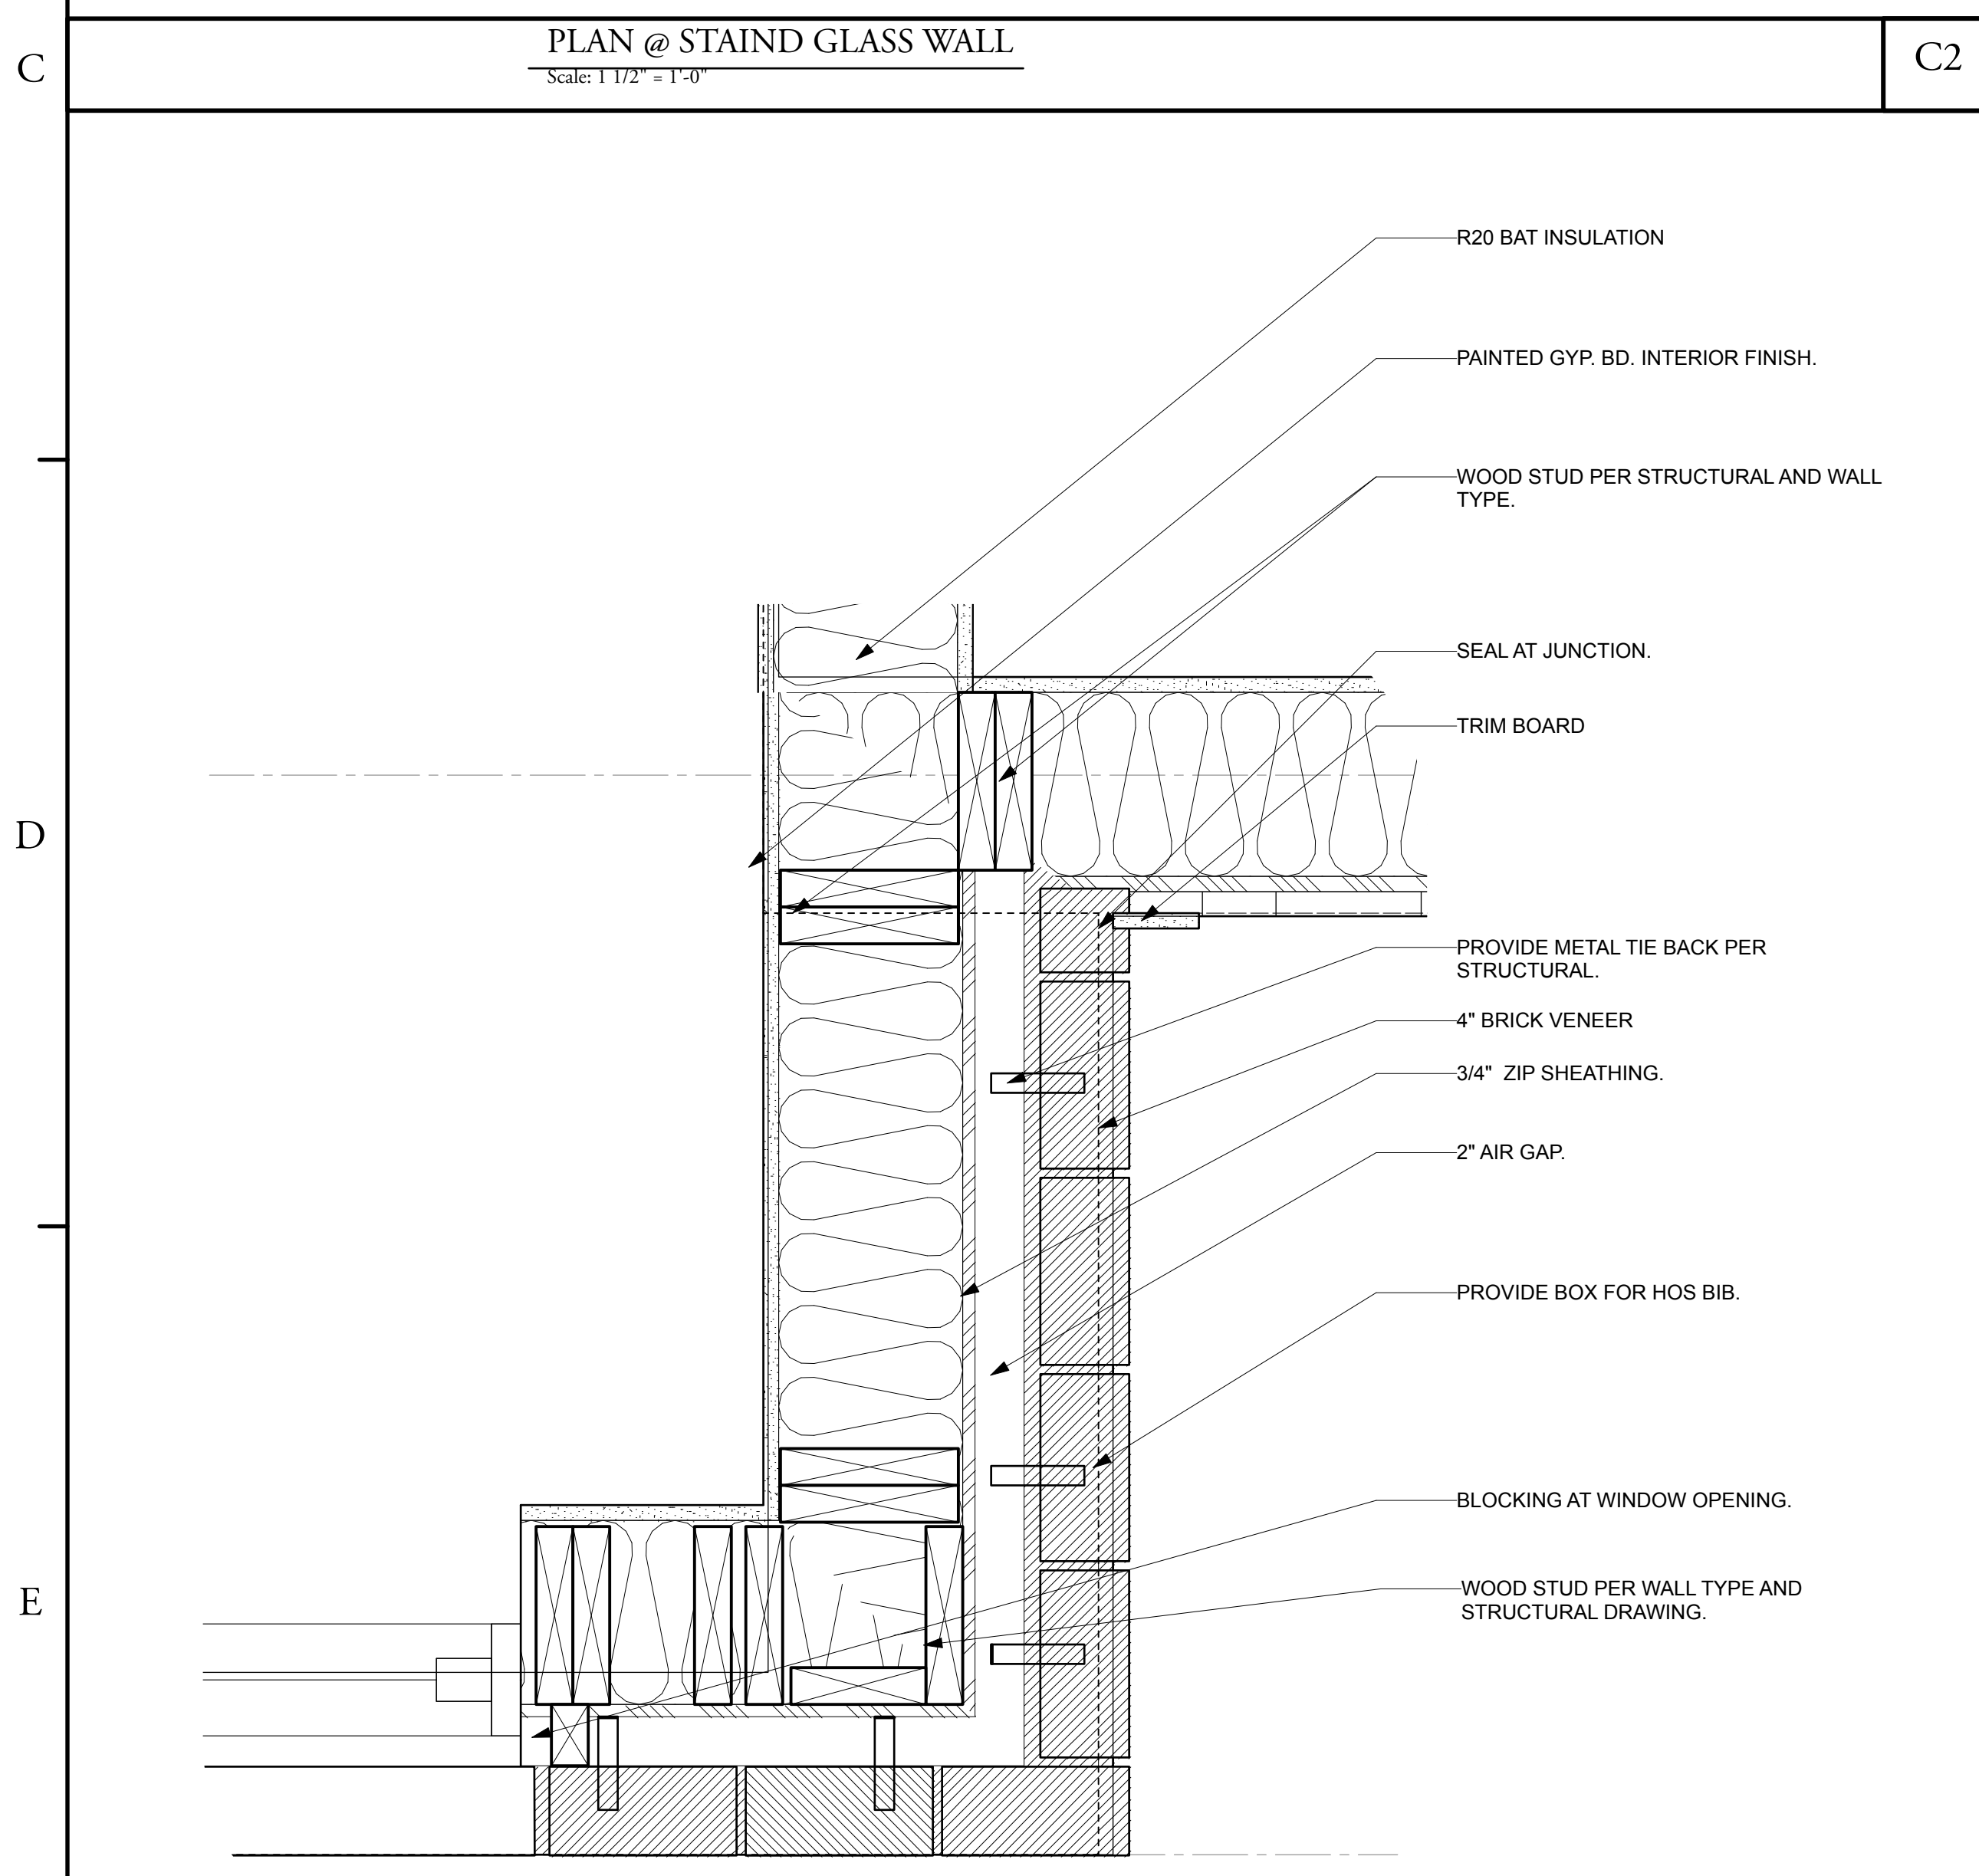 C
PLAN @ STAIND GLASS WALL
Scale: 1 1/2" = 1'-0"
C2
R20 BAT INSULATION
PAINTED GYP. BD. INTERIOR FINISH.
WOOD STUD PER STRUCTURAL AND WALL
TYPE.
SEAL AT JUNCTION.
TRIM BOARD
D
PROVIDE METAL TIE BACK PER
STRUCTURAL.
4" BRICK VENEER
3/4" ZIP SHEATHING.
2" AIR GAP.
PROVIDE BOX FOR HOS BIB.
BLOCKING AT WINDOW OPENING.
E
WOOD STUD PER WALL TYPE AND
STRUCTURAL DRAWING.